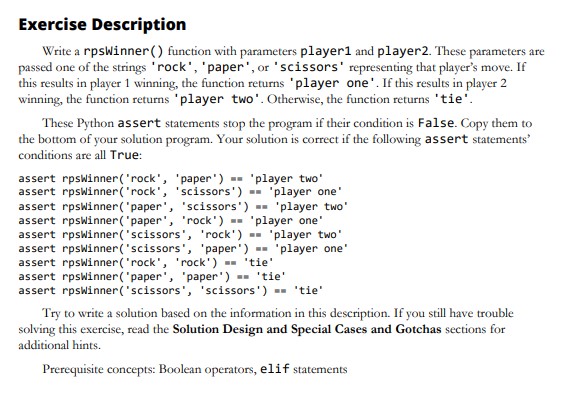 Exercise Description
Write a rpsWinner() function with parameters player1 and player2. These parameters are
passed one of the strings 'rock', 'paper', or 'scissors' representing that player's move. If
this results in player 1 winning, the function returns 'player one'. If this results in player 2
winning, the function returns 'player two'. Otherwise, the function returns 'tie'.
These Python assert statements stop the program if their condition is False. Copy them to
the bottom of your solution program. Your solution is correct if the following assert statements'
conditions are all True:
assert rpsWinner('rock', 'paper') == 'player two'
assert rpsWinner('rock', 'scissors') == 'player one'
assert rpsWinner('paper', 'scissors') == 'player two'
assert rpsWinner('paper', 'rock') == 'player one'
assert rpsWinner('scissors', 'rock') == 'player two'
assert rpsWinner('scissors', 'paper') == 'player one'
assert rpsWinner('rock', 'rock') == 'tie'
assert rpsWinner('paper', 'paper') == 'tie'
assert rpsWinner('scissors', 'scissors') == 'tie'
Try to write a solution based on the information in this description. If you still have trouble
solving this exercise, read the Solution Design and Special Cases and Gotchas sections for
additional hints.
Prerequisite concepts: Boolean operators, elif statements